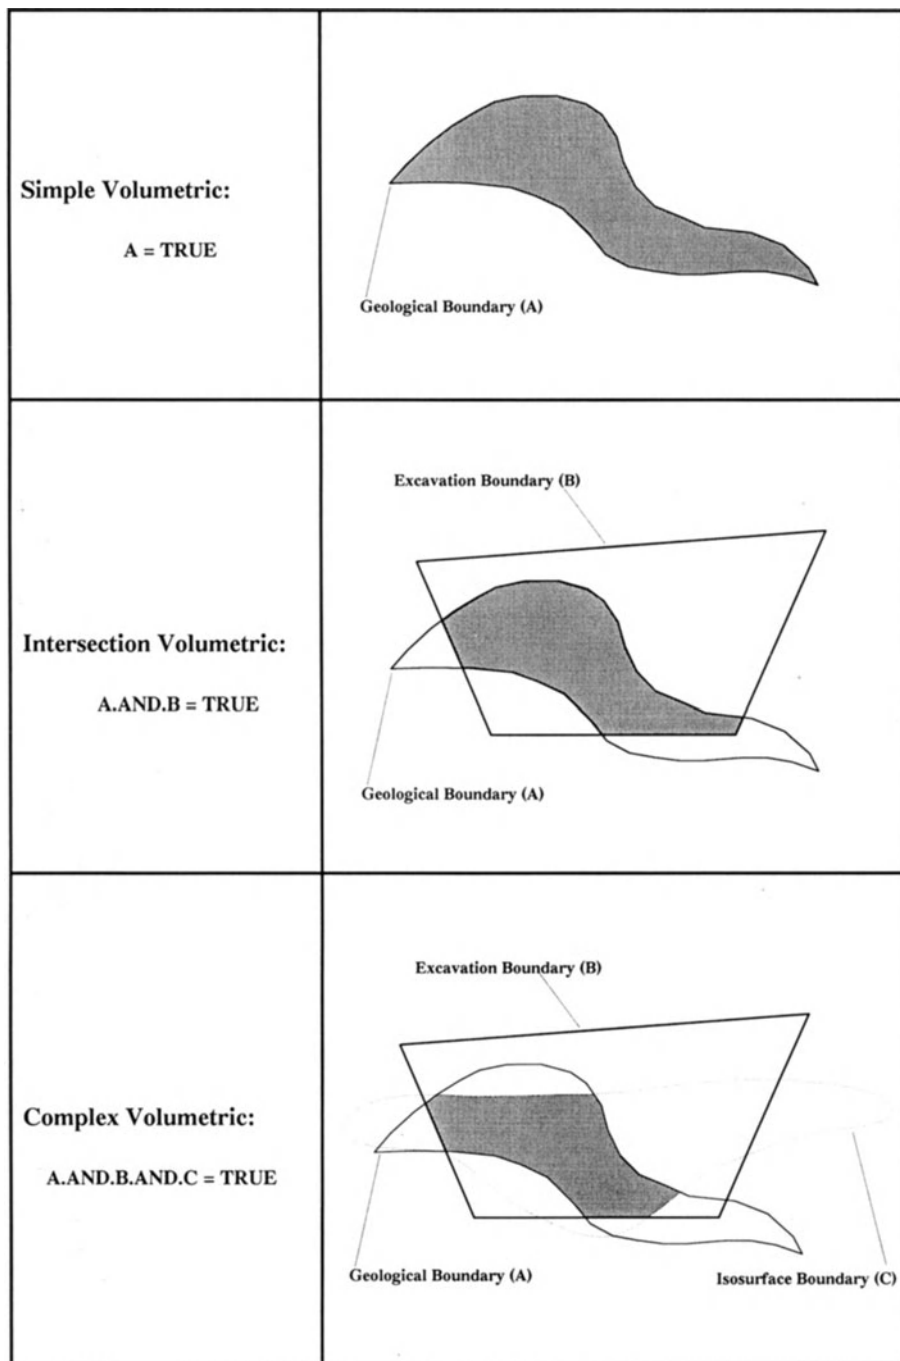 Simple Volumetric:
A = TRUE
Geological Boundary (A)
Excavation Boundary (B)
Intersection Volumetric:
A.AND.B = TRUE
Geological Boundary (A)
Excavation Boundary (B)
Complex Volumetric:
A.AND.B.AND.C = TRUE
Geological Boundary (A)
Isosurface Boundary (C)